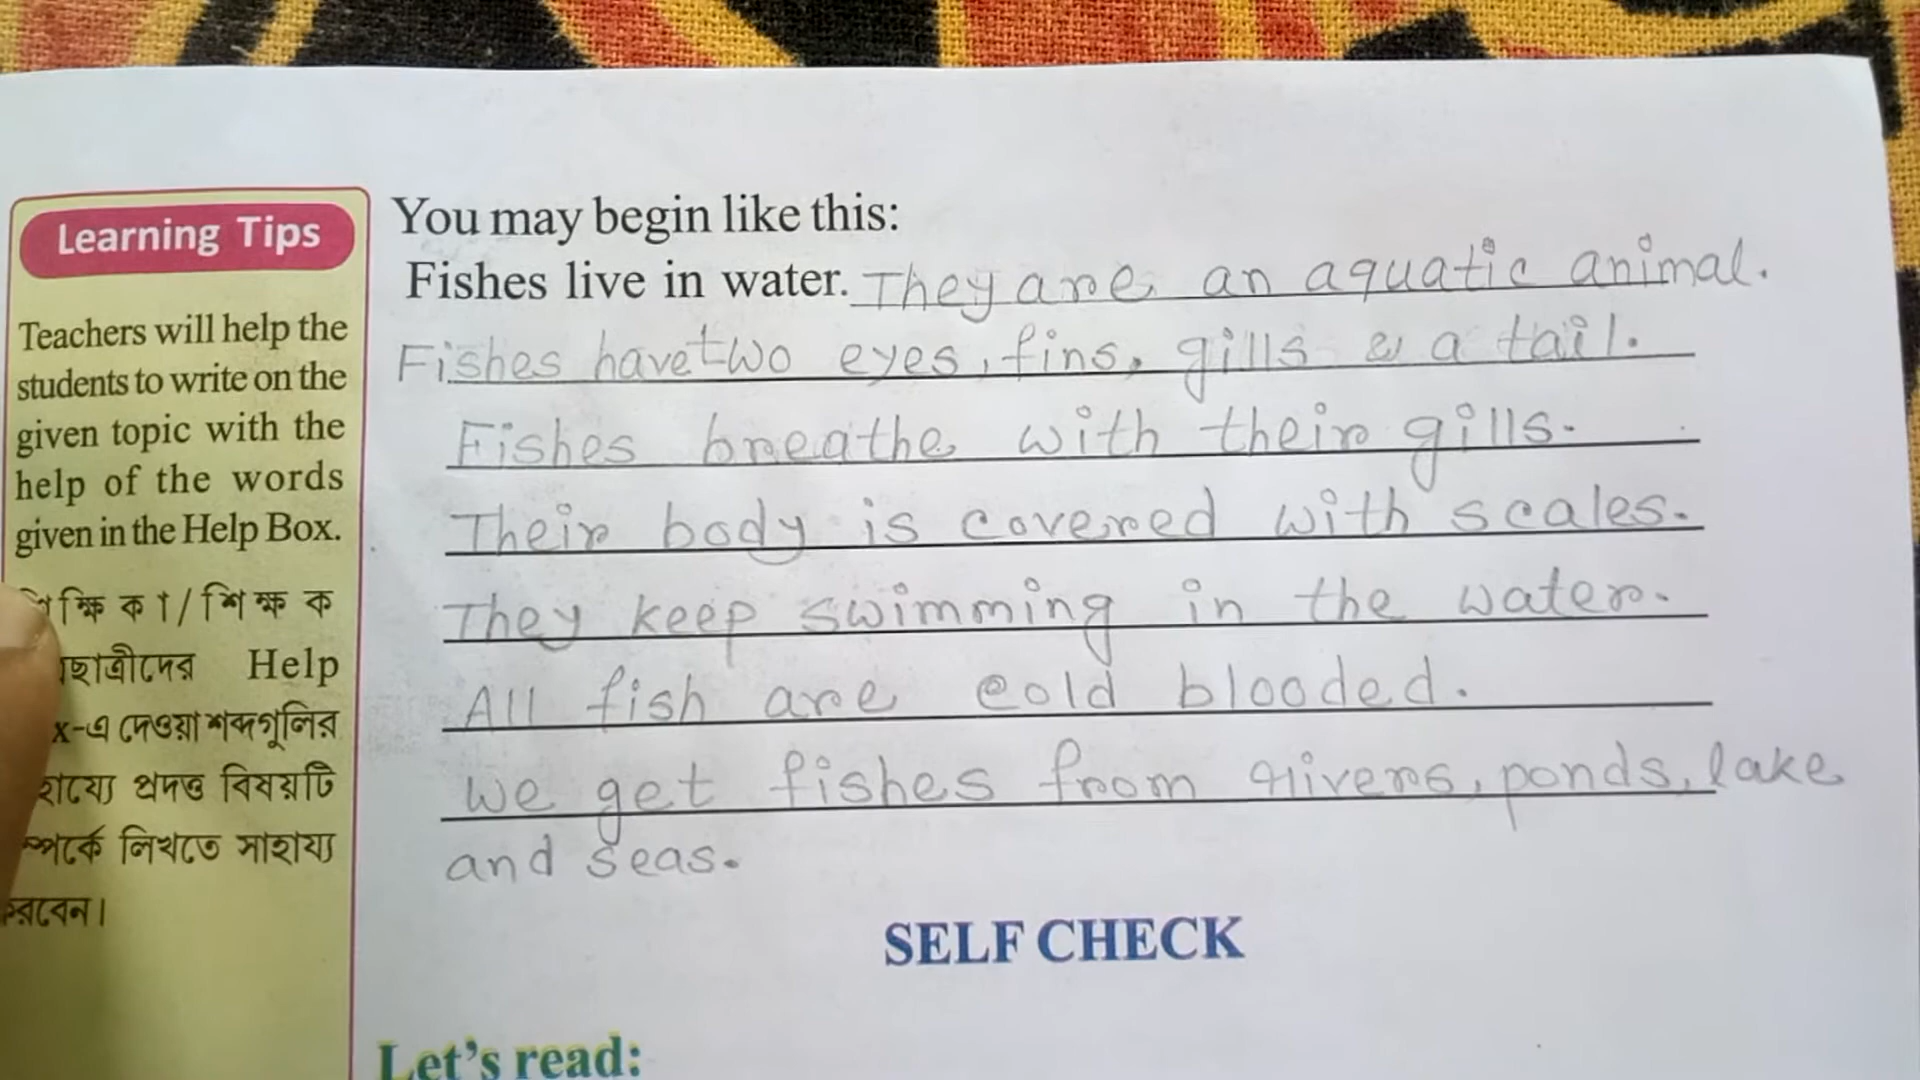 Learning Tips
Teachers will help the
students to write on the
given topic with the
help of the words
given in the Help Box.
শিক্ষিকা/শিক্ষক
ছাত্রীদের Help
x-এ দেওয়া শব্দগুলির
প্রদত্ত বিষয়টি
লিখতে সাহায্য
করবেন।
You may begin like this:
Fishes live in water. They are an aquatic animal.
Fishes have two eyes, fins, gills & a tail.
Fishes breathe with their gills.
Their body is covered with scales.
They keep swimming in the water.
All fish are cold blooded.
We get fishes from rivers, ponds, lake
and seas.
SELF CHECK
Let's read: